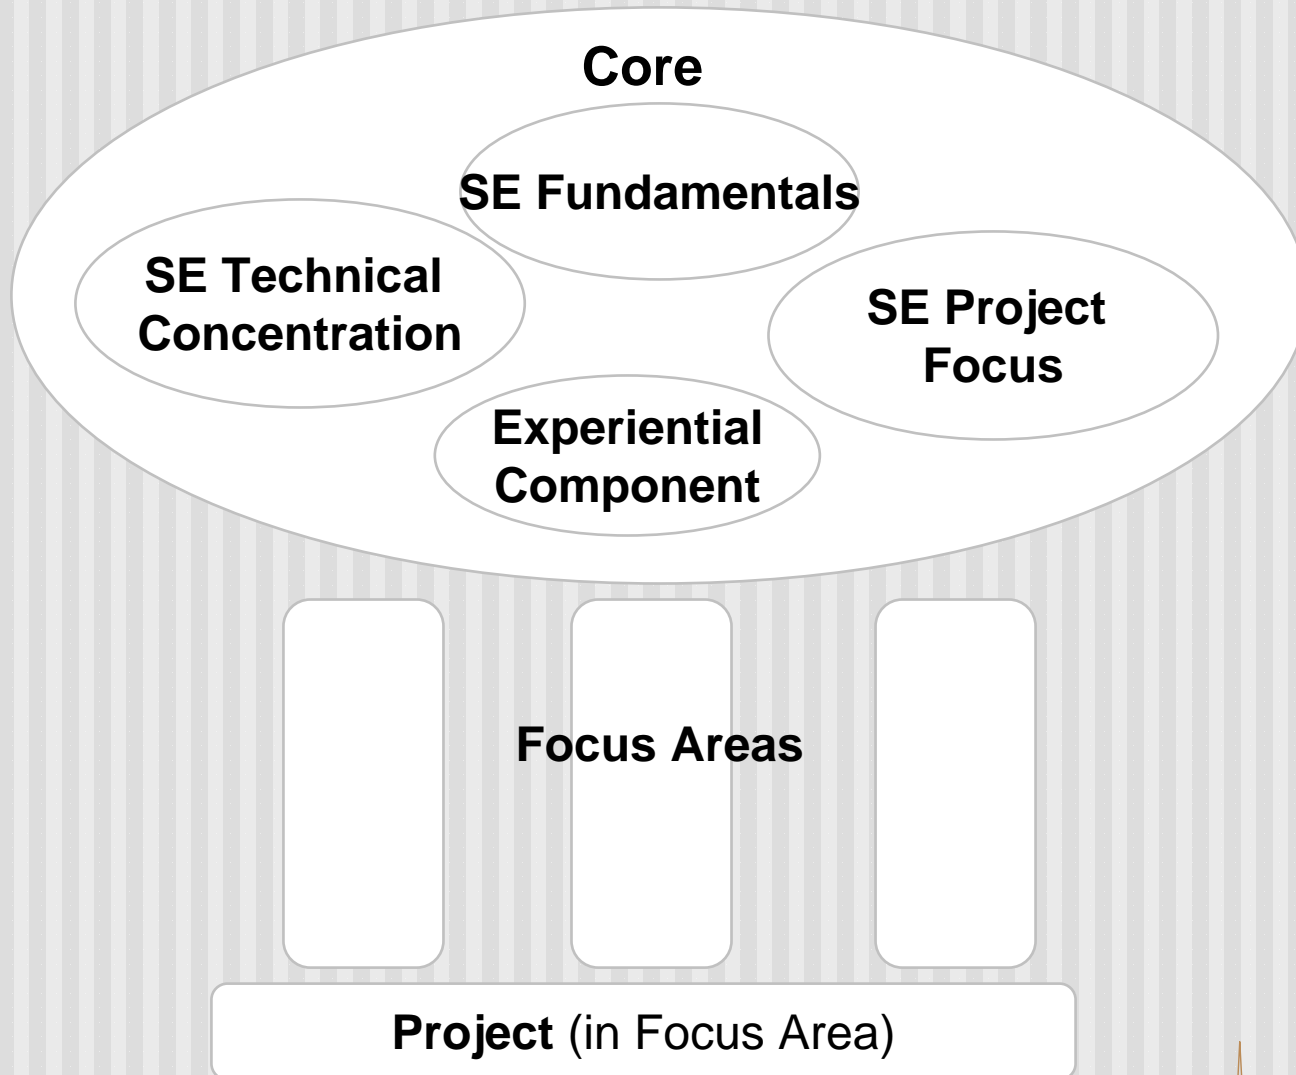 Core
SE Fundamentals
SE Technical
Concentration
SE Project
Focus
Experiential
Component
Focus Areas
Project (in Focus Area)